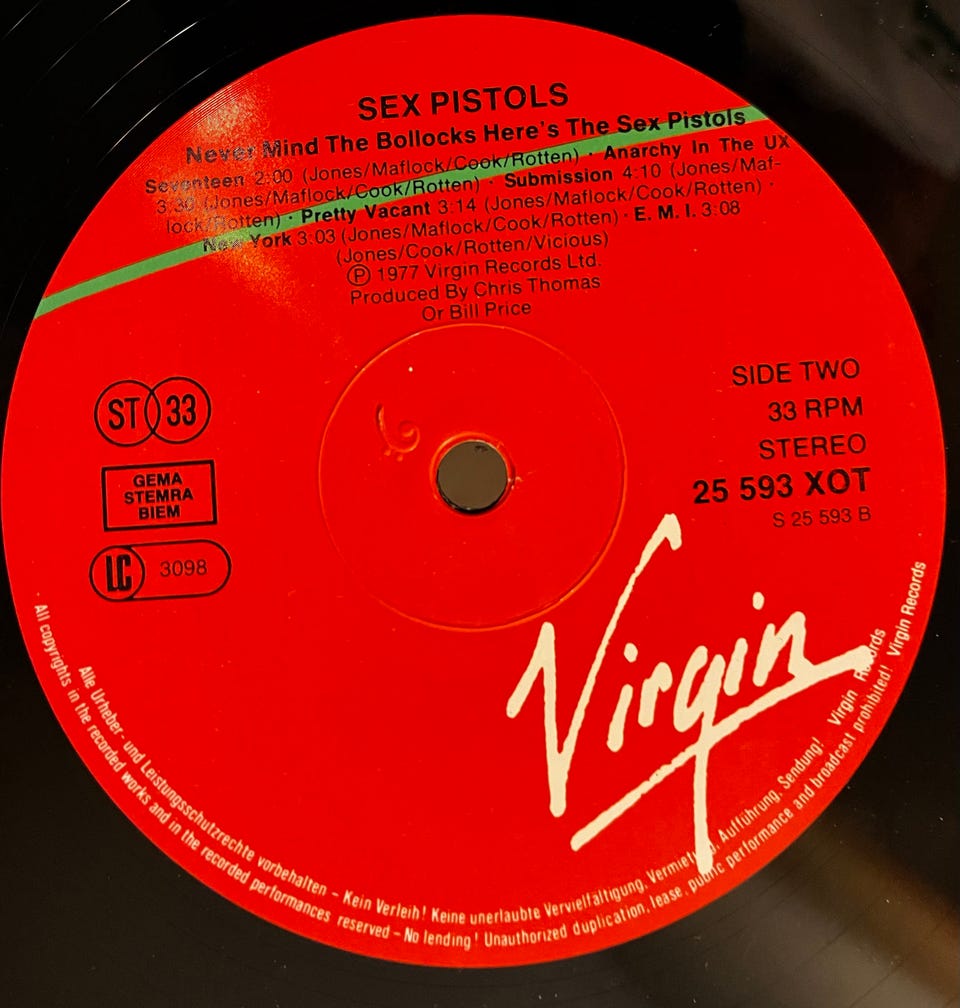 SEX PISTOLS
Never Mind The Bollocks Here's The Sex Pistols
Seventeen 2:00 (Jones/Maflock/Cook/Rotten) · Anarchy In The UX
3:30 (Jones/Maflock/Cook/Rotten) · Submission 4:10 (Jones/Maf-
lock/Rotten) · Pretty Vacant 3:14 (Jones/Maflock/Cook/Rotten) ·
New York 3:03 (Jones/Maflock/Cook/Rotten) · E. M. I. 3:08
(Jones/Cook/Rotten/Vicious)
Ⓟ 1977 Virgin Records Ltd.
Produced By Chris Thomas
Or Bill Price
ST 33
GEMA
STEMRA
BIEM
LC 3098
SIDE TWO
33 RPM
STEREO
25 593 XOT
S 25 593 B
Virgin
Alle Urheber- und Leistungsschutzrechte vorbehalten – Kein Verleih! Keine unerlaubte Vervielfältigung, Vermietung, Aufführung, Sendung! Virgin Records
All copyrights in the recorded works and in the recorded performances reserved – No lending! Unauthorized duplication, lease, public performance and broadcast prohibited! Virgin Records